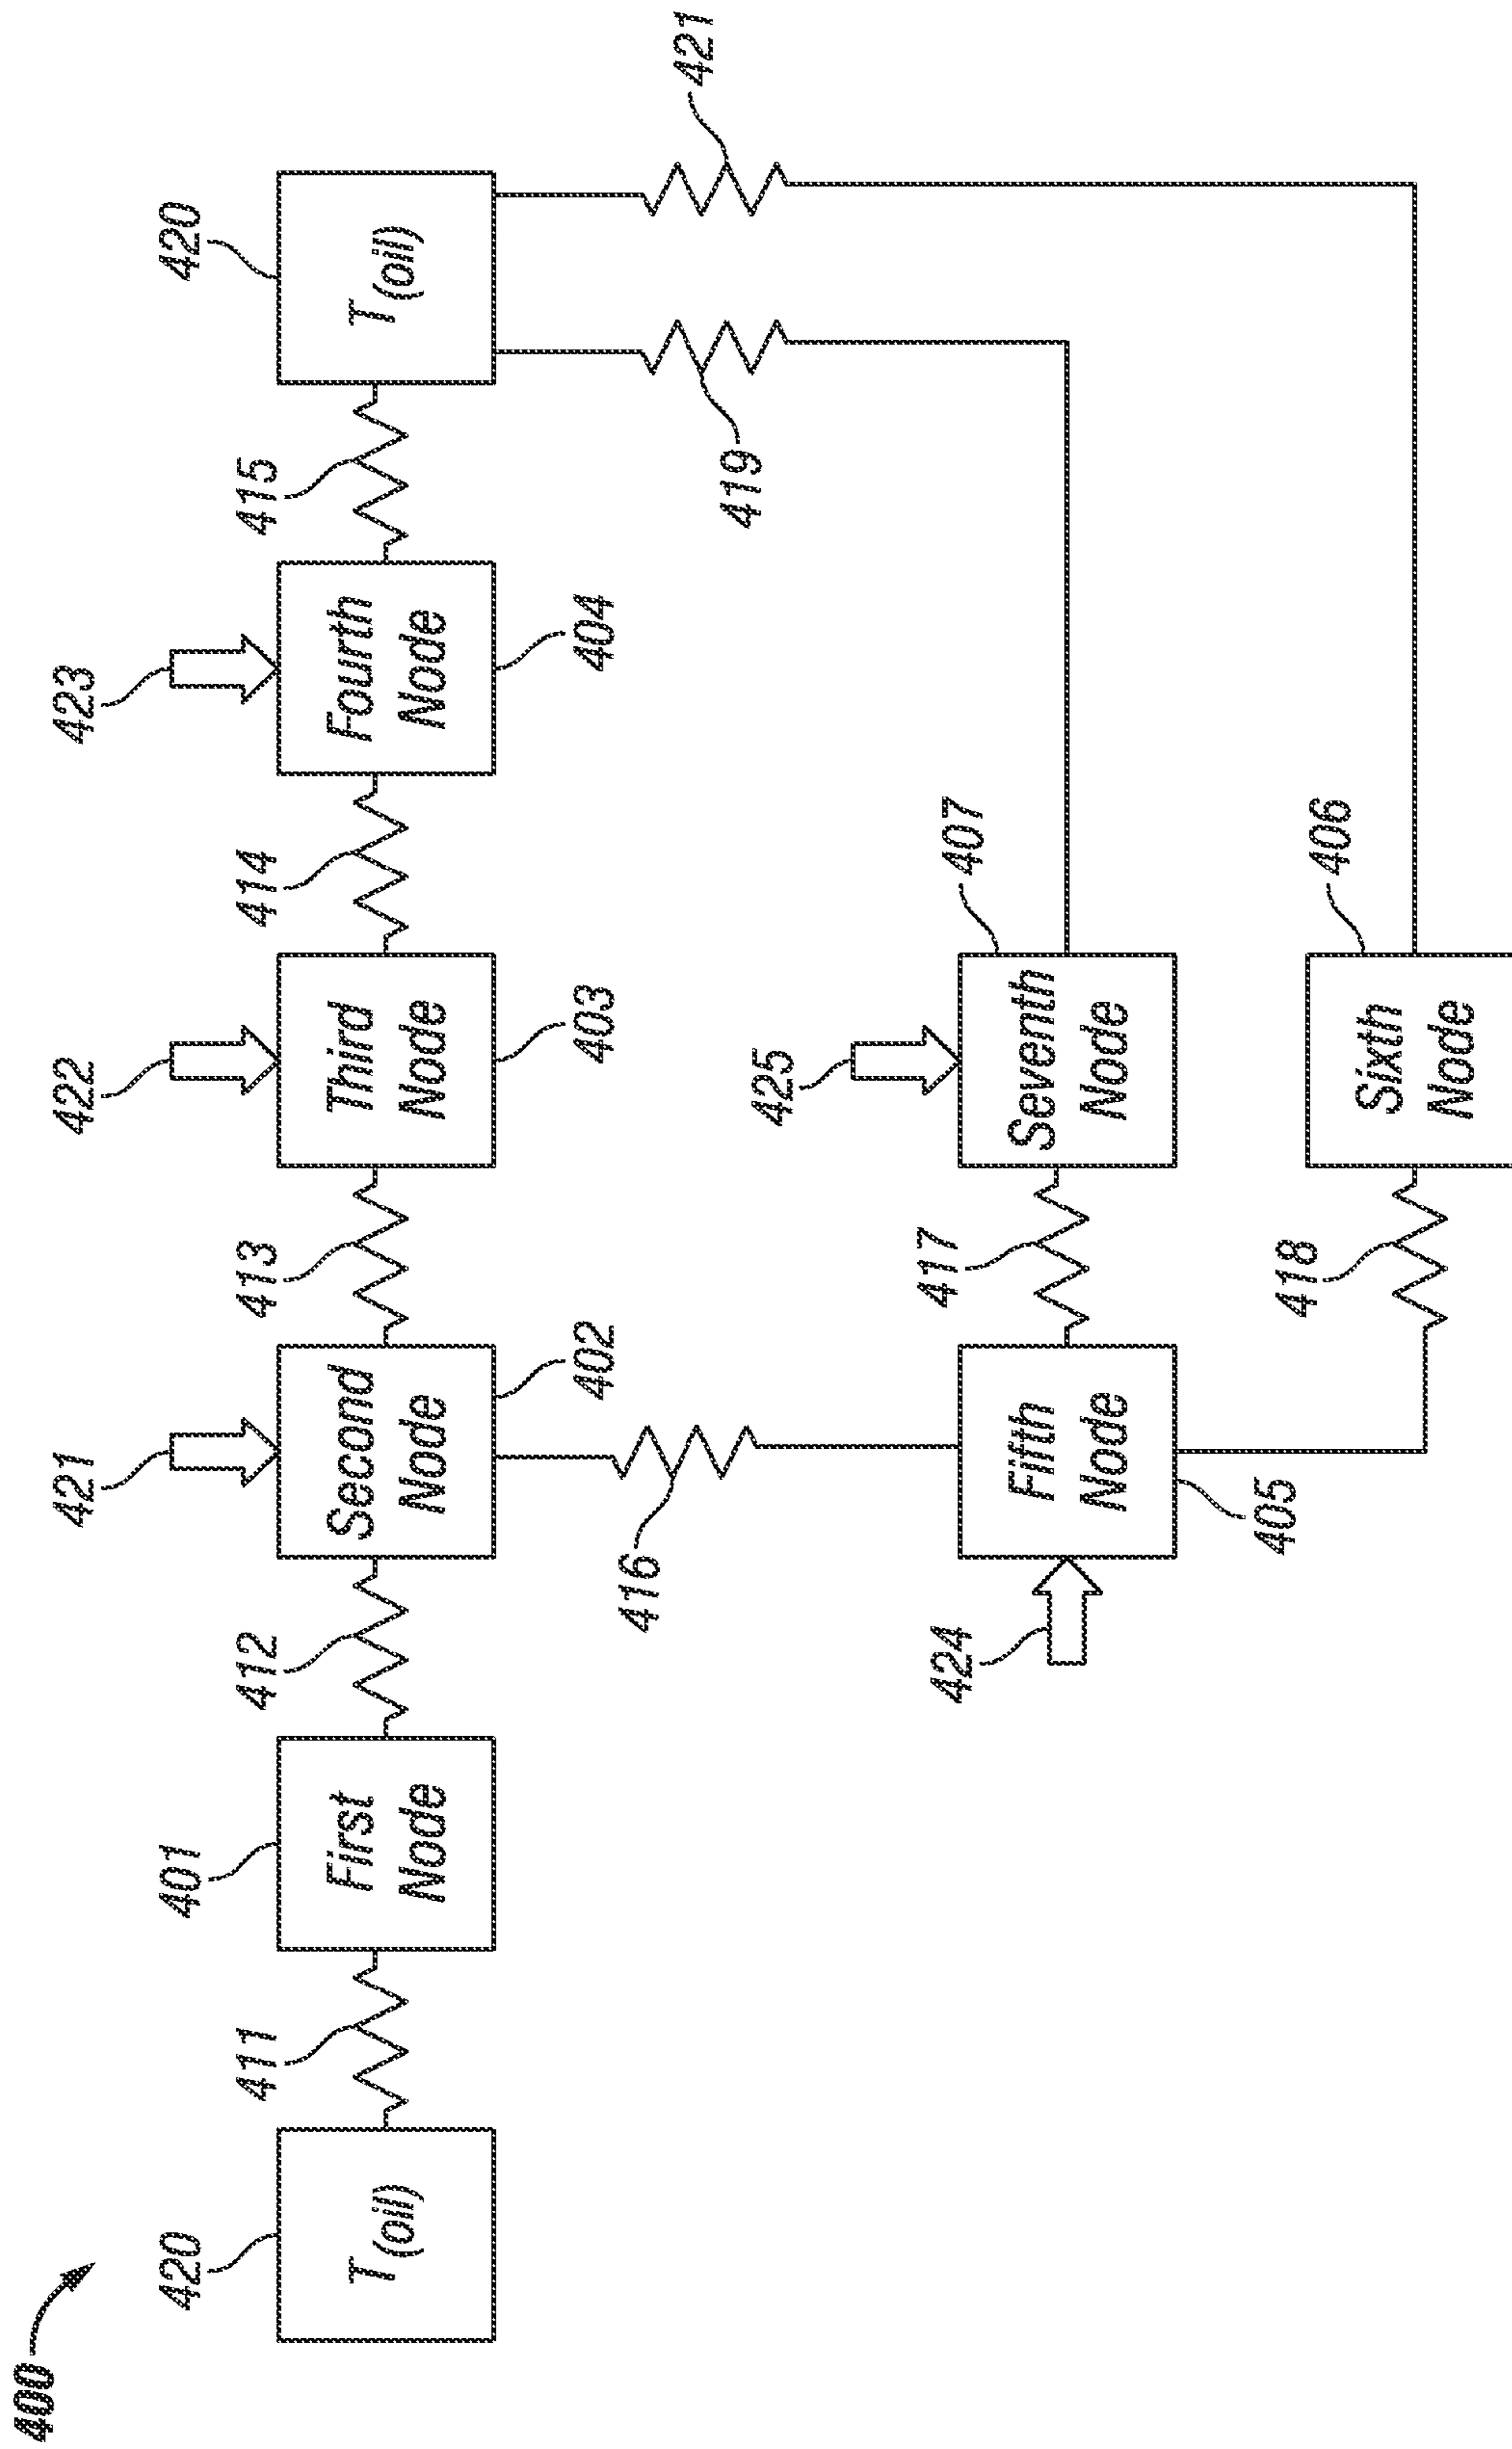 400
420
T(oil)
411
401
First
Node
412
421
Second
Node
402
413
422
Third
Node
403
414
423
Fourth
Node
404
415
420
T(oil)
421
419
416
424
Fifth
Node
405
417
425
Seventh
Node
407
418
Sixth
Node
406